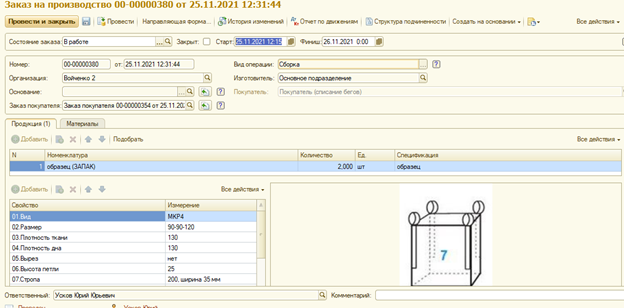 Заказ на производство 00-00000380 от 25.11.2021 12:31:44
Провести и закрыть Провести Направляющая форма... История изменений Отчет по движениям Структура подчиненности Создать на основании Все действия
Состояние заказа: В работе ... Закрыт: Старт: 25.11.2021 12:15 Финиш: 26.11.2021 0:00
Номер: 00-00000380 от: 25.11.2021 12:31:44 Вид операции: Сборка ... ?
Организация: Войченко 2 Изготовитель: Основное подразделение
Основание: ... ? Покупатель: Покупатель (описание бегов)
Заказ покупателя: Заказ покупателя 00-00000354 от 25.11.202 ?
Продукция (1) Материалы
Добавить Подобрать Все действия
N Номенклатура Количество Ед. Спецификация
1 образец (ЗАПАК) 2,000 шт образец
Добавить Все действия
Свойство Измерение
01.Вид МКР4
02.Размер 90-90-120
03.Плотность ткани 130
04.Плотность дна 130
05.Вырез нет
06.Высота петли 25
07.Стропа 200, ширина 35 мм
7
Ответственный: Усков Юрий Юрьевич Комментарий: